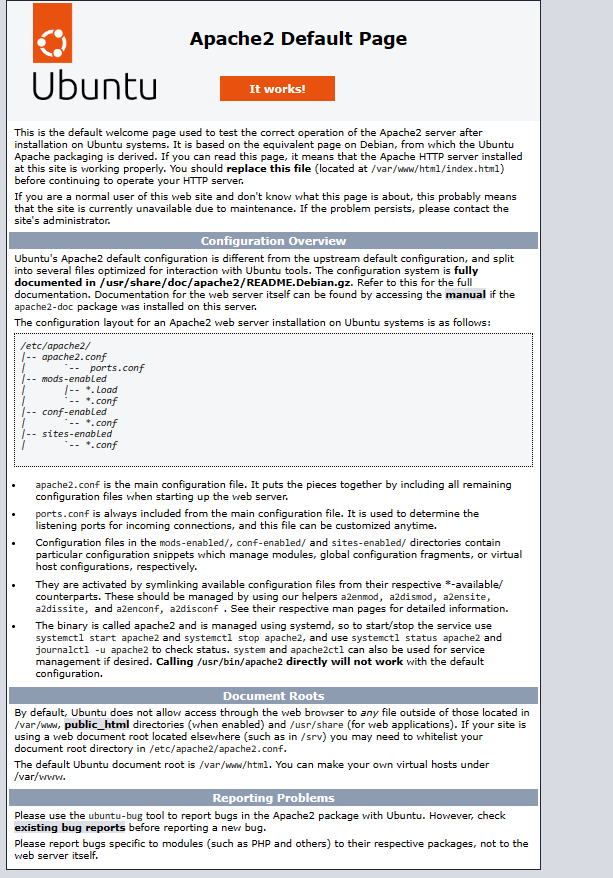 Apache2 Default Page
Ubuntu
It works!
This is the default welcome page used to test the correct operation of the Apache2 server after
installation on Ubuntu systems. It is based on the equivalent page on Debian, from which the Ubuntu
Apache packaging is derived. If you can read this page, it means that the Apache HTTP server installed
at this site is working properly. You should replace this file (located at /var/www/html/index.html)
before continuing to operate your HTTP server.
If you are a normal user of this web site and don't know what this page is about, this probably means
that the site is currently unavailable due to maintenance. If the problem persists, please contact the
site's administrator.
Configuration Overview
Ubuntu's Apache2 default configuration is different from the upstream default configuration, and split
into several files optimized for interaction with Ubuntu tools. The configuration system is fully
documented in /usr/share/doc/apache2/README.Debian.gz. Refer to this for the full
documentation. Documentation for the web server itself can be found by accessing the manual if the
apache2-doc package was installed on this server.
The configuration layout for an Apache2 web server installation on Ubuntu systems is as follows:
/etc/apache2/
|-- apache2.conf
|       `--  ports.conf
|-- mods-enabled
|       |-- *.load
|       `-- *.conf
|-- conf-enabled
|       `-- *.conf
|-- sites-enabled
|       `-- *.conf
• apache2.conf is the main configuration file. It puts the pieces together by including all remaining
configuration files when starting up the web server.
• ports.conf is always included from the main configuration file. It is used to determine the
listening ports for incoming connections, and this file can be customized anytime.
• Configuration files in the mods-enabled/, conf-enabled/ and sites-enabled/ directories contain
particular configuration snippets which manage modules, global configuration fragments, or virtual
host configurations, respectively.
• They are activated by symlinking available configuration files from their respective *-available/
counterparts. These should be managed by using our helpers a2enmod, a2dismod, a2ensite,
a2dissite, and a2enconf, a2disconf . See their respective man pages for detailed information.
• The binary is called apache2 and is managed using systemd, so to start/stop the service use
systemctl start apache2 and systemctl stop apache2, and use systemctl status apache2 and
journalctl -u apache2 to check status. system and apache2ctl can also be used for
service management if desired. Calling /usr/bin/apache2 directly will not work with the default
configuration.
Document Roots
By default, Ubuntu does not allow access through the web browser to any file outside of those located in
/var/www, public_html directories (when enabled) and /usr/share (for web applications). If your site is
using a web document root located elsewhere (such as in /srv) you may need to whitelist your
document root directory in /etc/apache2/apache2.conf.
The default Ubuntu document root is /var/www/html. You can make your own virtual hosts under
/var/www.
Reporting Problems
Please use the ubuntu-bug tool to report bugs in the Apache2 package with Ubuntu. However, check
existing bug reports before reporting a new bug.
Please report bugs specific to modules (such as PHP and others) to their respective packages, not to the
web server itself.